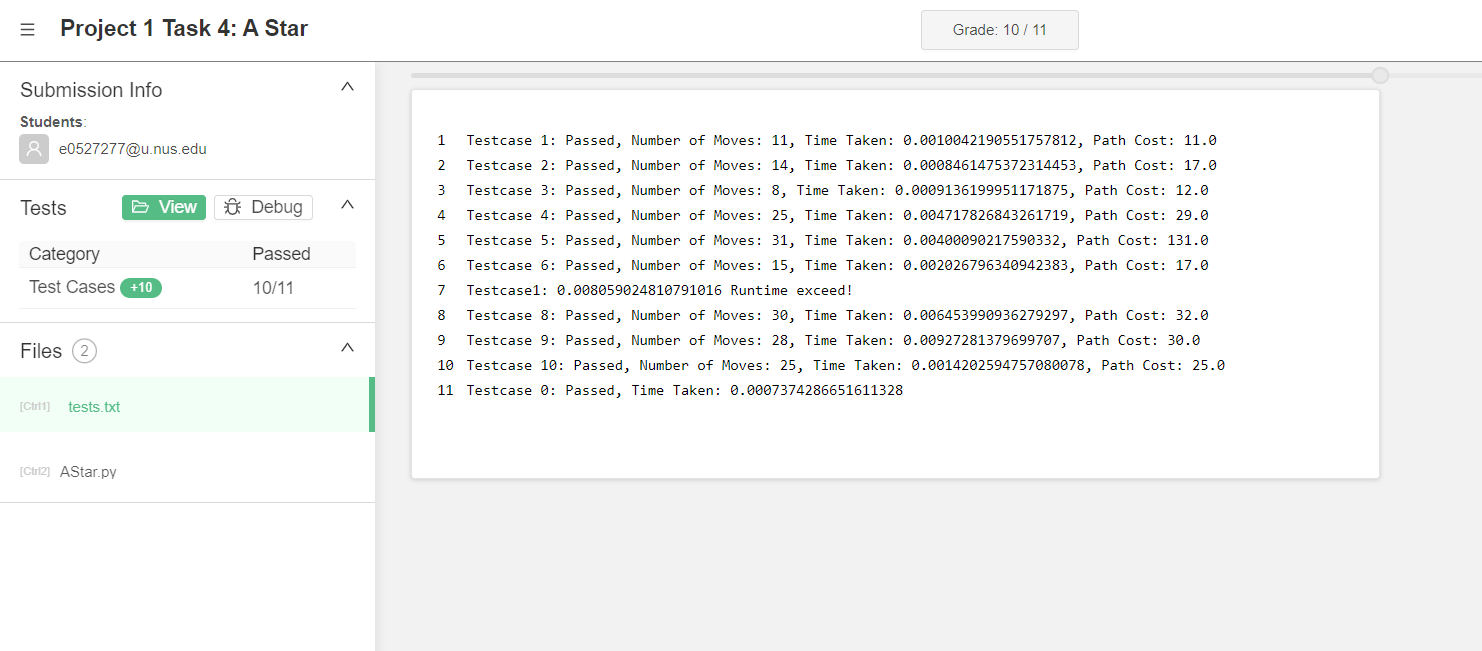 Project 1 Task 4: A Star
Grade: 10 / 11
Submission Info
Students:
e0527277@u.nus.edu
Tests View Debug
Category Passed
Test Cases +10 10/11
Files 2
[Ctrl1] tests.txt
[Ctrl2] AStar.py
1 Testcase 1: Passed, Number of Moves: 11, Time Taken: 0.0010042190551757812, Path Cost: 11.0
2 Testcase 2: Passed, Number of Moves: 14, Time Taken: 0.0008461475372314453, Path Cost: 17.0
3 Testcase 3: Passed, Number of Moves: 8, Time Taken: 0.0009136199951171875, Path Cost: 12.0
4 Testcase 4: Passed, Number of Moves: 25, Time Taken: 0.004717826843261719, Path Cost: 29.0
5 Testcase 5: Passed, Number of Moves: 31, Time Taken: 0.00400090217590332, Path Cost: 131.0
6 Testcase 6: Passed, Number of Moves: 15, Time Taken: 0.002026796340942383, Path Cost: 17.0
7 Testcase1: 0.008059024810791016 Runtime exceed!
8 Testcase 8: Passed, Number of Moves: 30, Time Taken: 0.006453990936279297, Path Cost: 32.0
9 Testcase 9: Passed, Number of Moves: 28, Time Taken: 0.00927281379699707, Path Cost: 30.0
10 Testcase 10: Passed, Number of Moves: 25, Time Taken: 0.0014202594757080078, Path Cost: 25.0
11 Testcase 0: Passed, Time Taken: 0.0007374286651611328